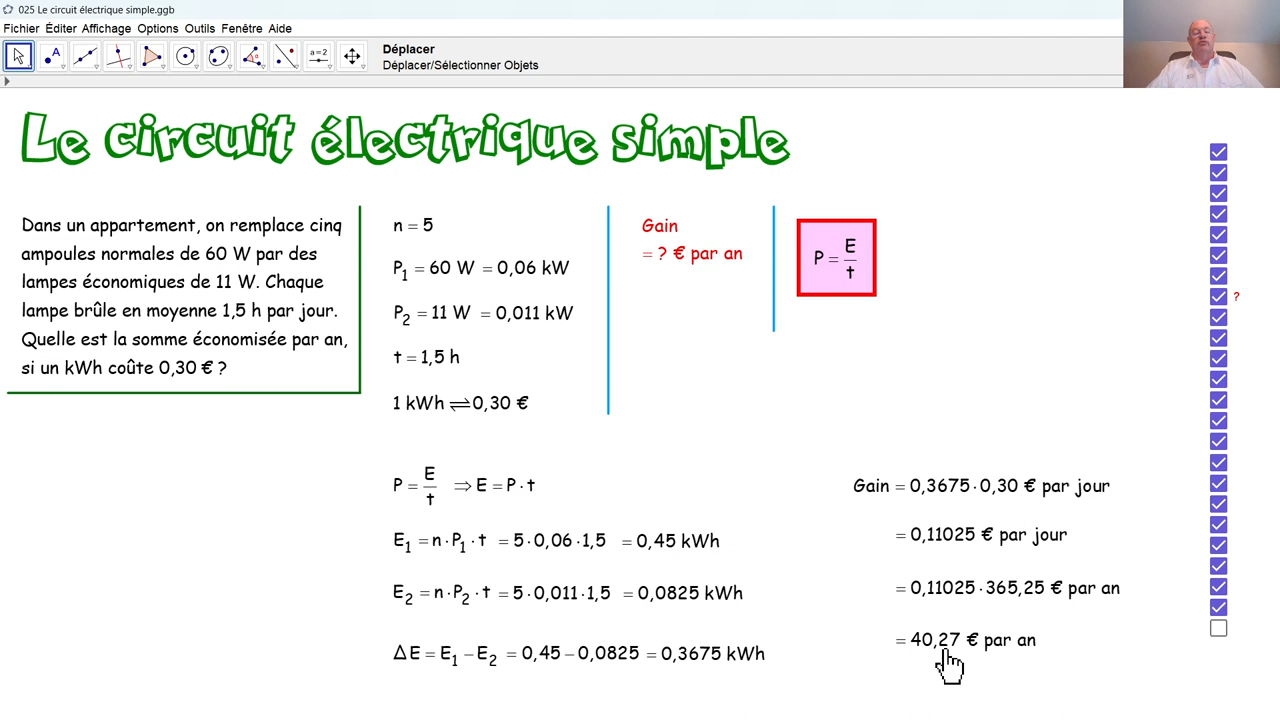 025 Le circuit électrique simple.ggb
Fichier Éditer Affichage Options Outils Fenêtre Aide
A
a=2
Déplacer
Déplacer/Sélectionner Objets
Le circuit électrique simple
Dans un appartement, on remplace cinq
ampoules normales de 60 W par des
lampes économiques de 11 W. Chaque
lampe brûle en moyenne 1,5 h par jour.
Quelle est la somme économisée par an,
si un kWh coûte 0,30 € ?
n = 5
P₁ = 60 W = 0,06 kW
P₂ = 11 W = 0,011 kW
t = 1,5 h
1 kWh ⇌ 0,30 €
Gain
= ? € par an
P = E/t
?
P = E/t ⇒ E = P · t
E₁ = n · P₁ · t = 5 · 0,06 · 1,5 = 0,45 kWh
E₂ = n · P₂ · t = 5 · 0,011 · 1,5 = 0,0825 kWh
ΔE = E₁ − E₂ = 0,45 − 0,0825 = 0,3675 kWh
Gain = 0,3675 · 0,30 € par jour
= 0,11025 € par jour
= 0,11025 · 365,25 € par an
= 40,27 € par an